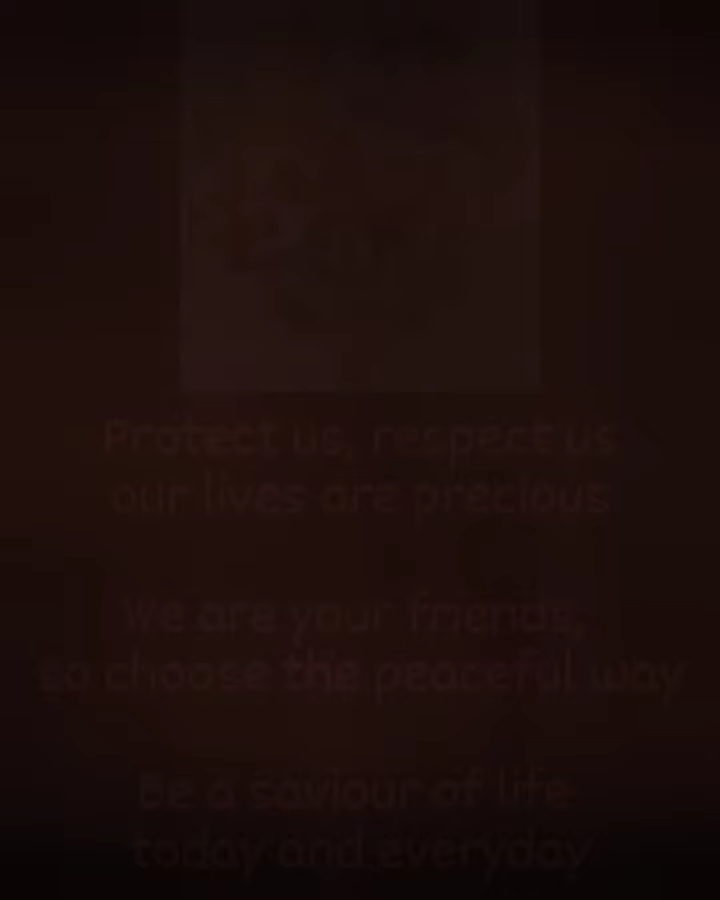 Protect us, respect us
our lives are precious
We are your friends,
so choose the peaceful way
Be a saviour of life
today and everyday